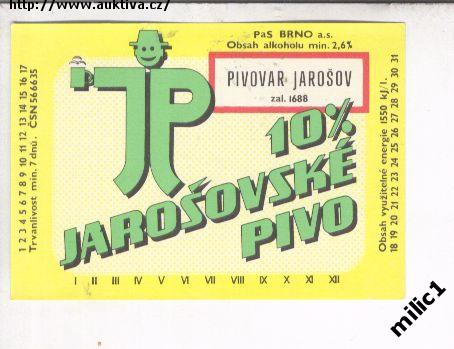 https://www.auktiva.cz/
PaS BRNO a.s.
Obsah alkoholu min. 2,6%
PIVOVAR JAROŠOV
zal. 1688
JP
10%
JAROŠOVSKÉ
PIVO
I II III IV V VI VII VIII IX X XI XII
1 2 3 4 5 6 7 8 9 10 11 12 13 14 15 16 17
Trvanlivost min. 7 dnů. ČSN 566635
Obsah využitelné energie 1550 kJ/l.
18 19 20 21 22 23 24 25 26 27 28 29 30 31
milic1